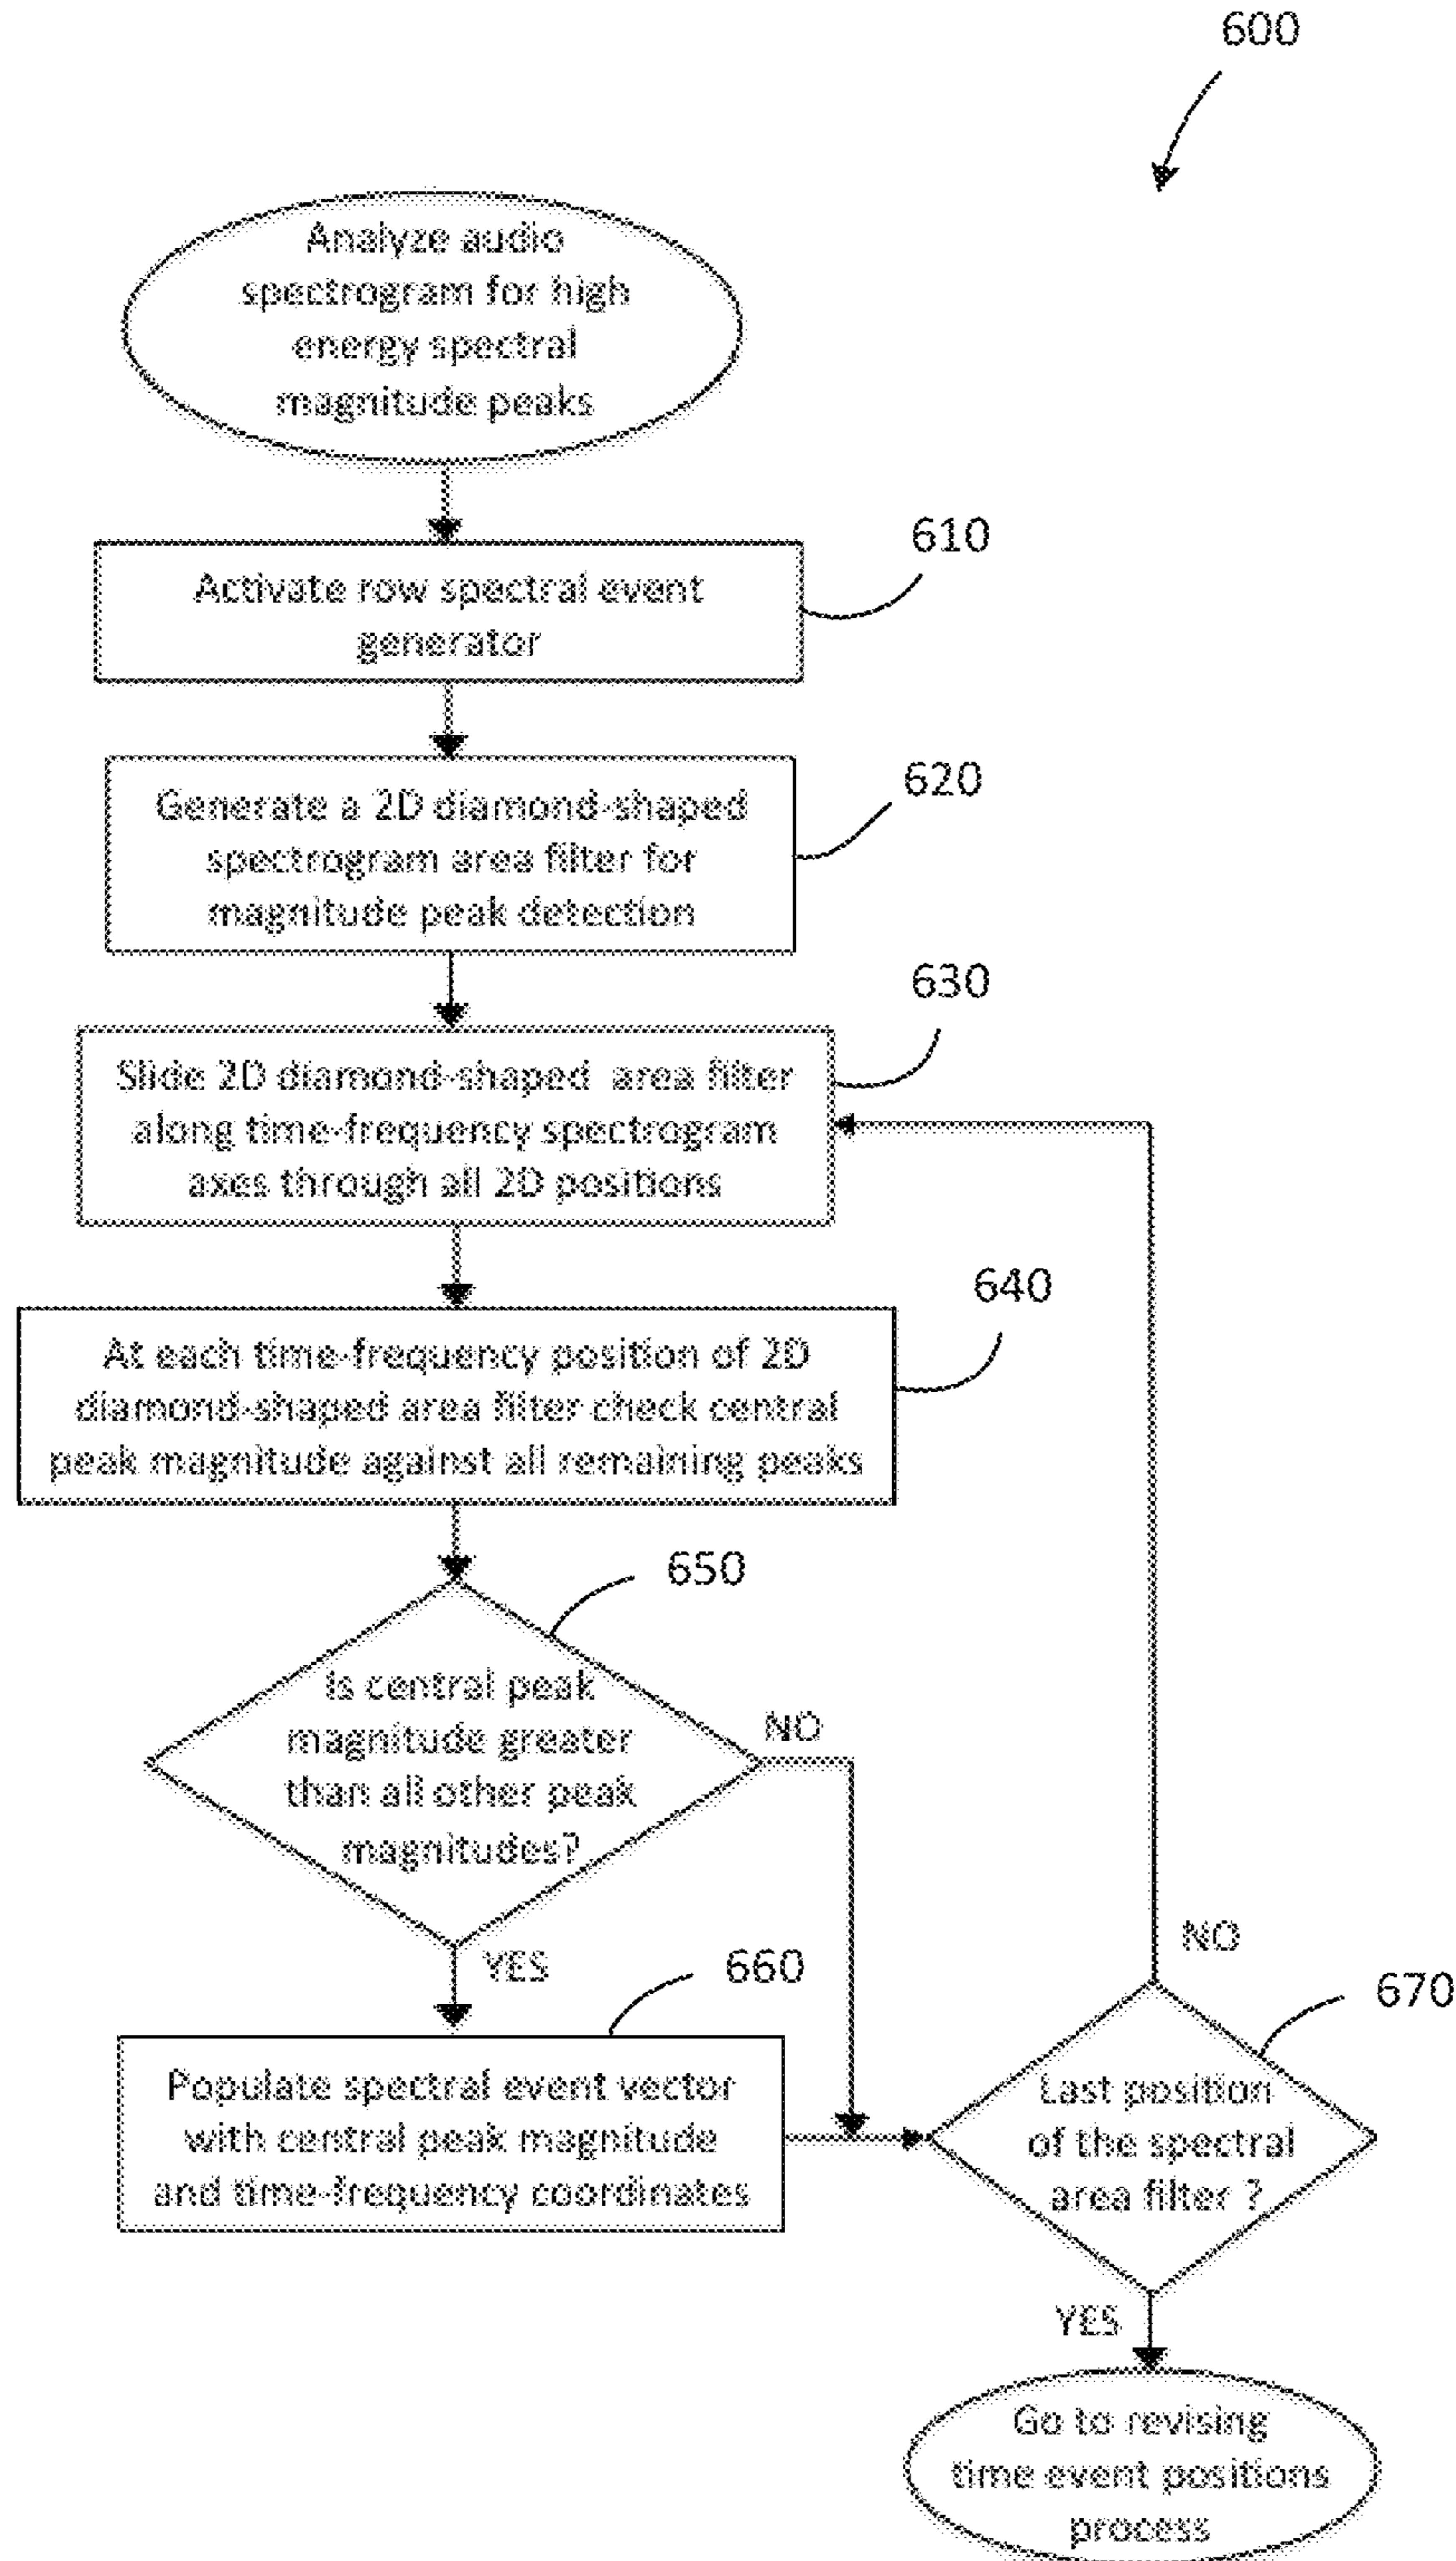 600
Analyze audio
spectrogram for high
energy spectral
magnitude peaks
610
Activate row spectral event
generator
620
Generate a 2D diamond-shaped
spectrogram area filter for
magnitude peak detection
630
Slide 2D diamond-shaped area filter
along time-frequency spectrogram
axes through all 2D positions
640
At each time-frequency position of 2D
diamond-shaped area filter check central
peak magnitude against all remaining peaks
650
Is central peak
magnitude greater
than all other peak
magnitudes?
NO
YES
660
Populate spectral event vector
with central peak magnitude
and time-frequency coordinates
NO
670
Last position
of the spectral
area filter ?
YES
Go to revising
time event positions
process